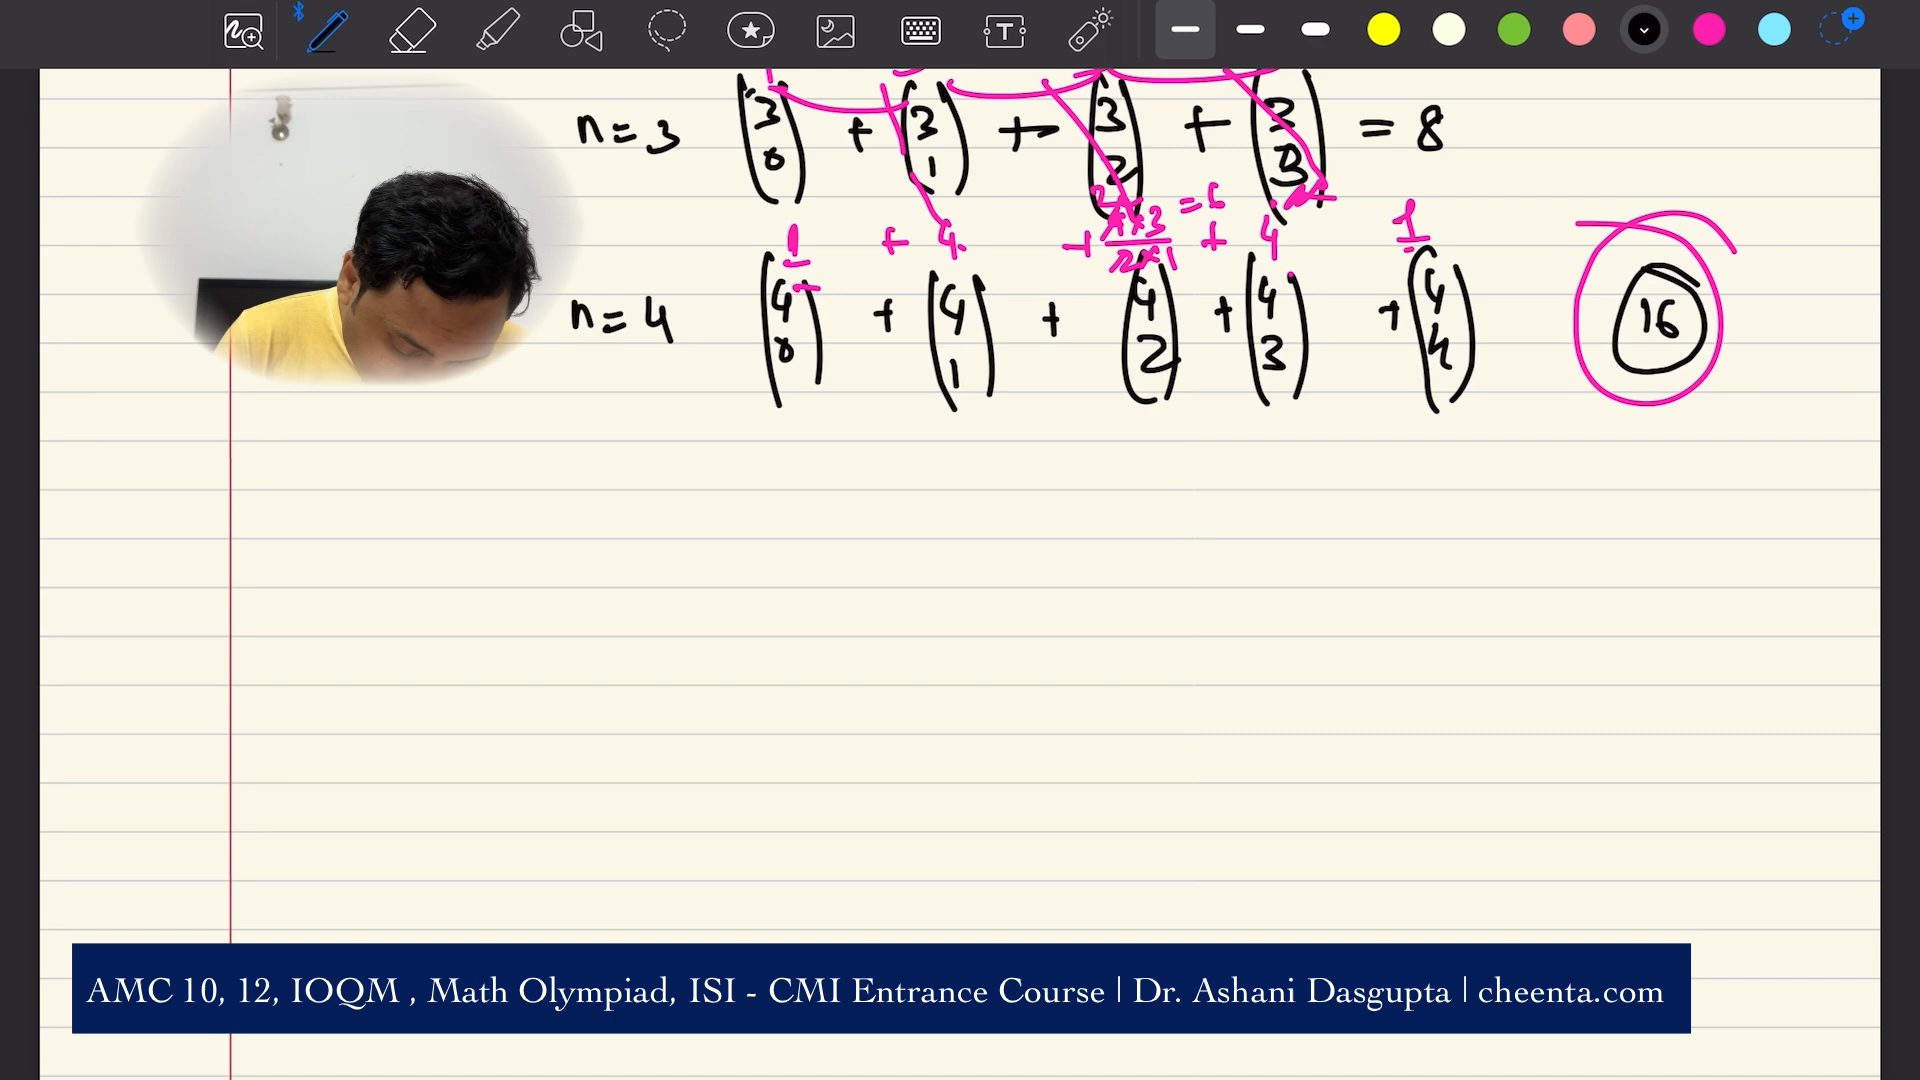 n=3 (3 0) + (3 1) + (3 2) + (3 3) = 8
1 + 4 + 4×3/2×1 =6 + 4 1
n=4 (4 0) + (4 1) + (4 2) + (4 3) + (4 4) 16
T
AMC 10, 12, IOQM , Math Olympiad, ISI - CMI Entrance Course | Dr. Ashani Dasgupta | cheenta.com